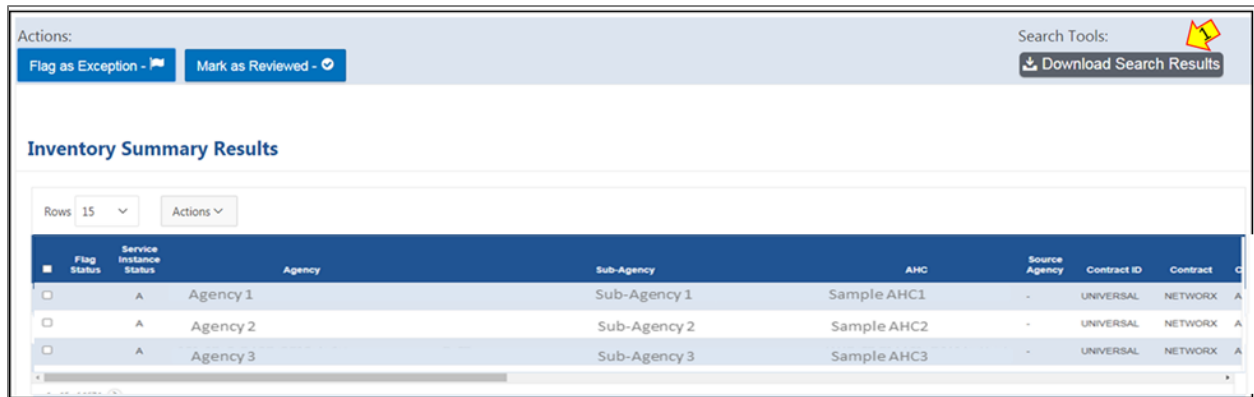 Actions:
Search Tools:
1
Flag as Exception -
Mark as Reviewed -
Download Search Results
Inventory Summary Results
Rows 15
Actions
Flag Status
Service Instance Status
Agency
Sub-Agency
AHC
Source Agency
Contract ID
Contract
A Agency 1 Sub-Agency 1 Sample AHC1 - UNIVERSAL NETWORX A
A Agency 2 Sub-Agency 2 Sample AHC2 - UNIVERSAL NETWORX A
A Agency 3 Sub-Agency 3 Sample AHC3 - UNIVERSAL NETWORX A